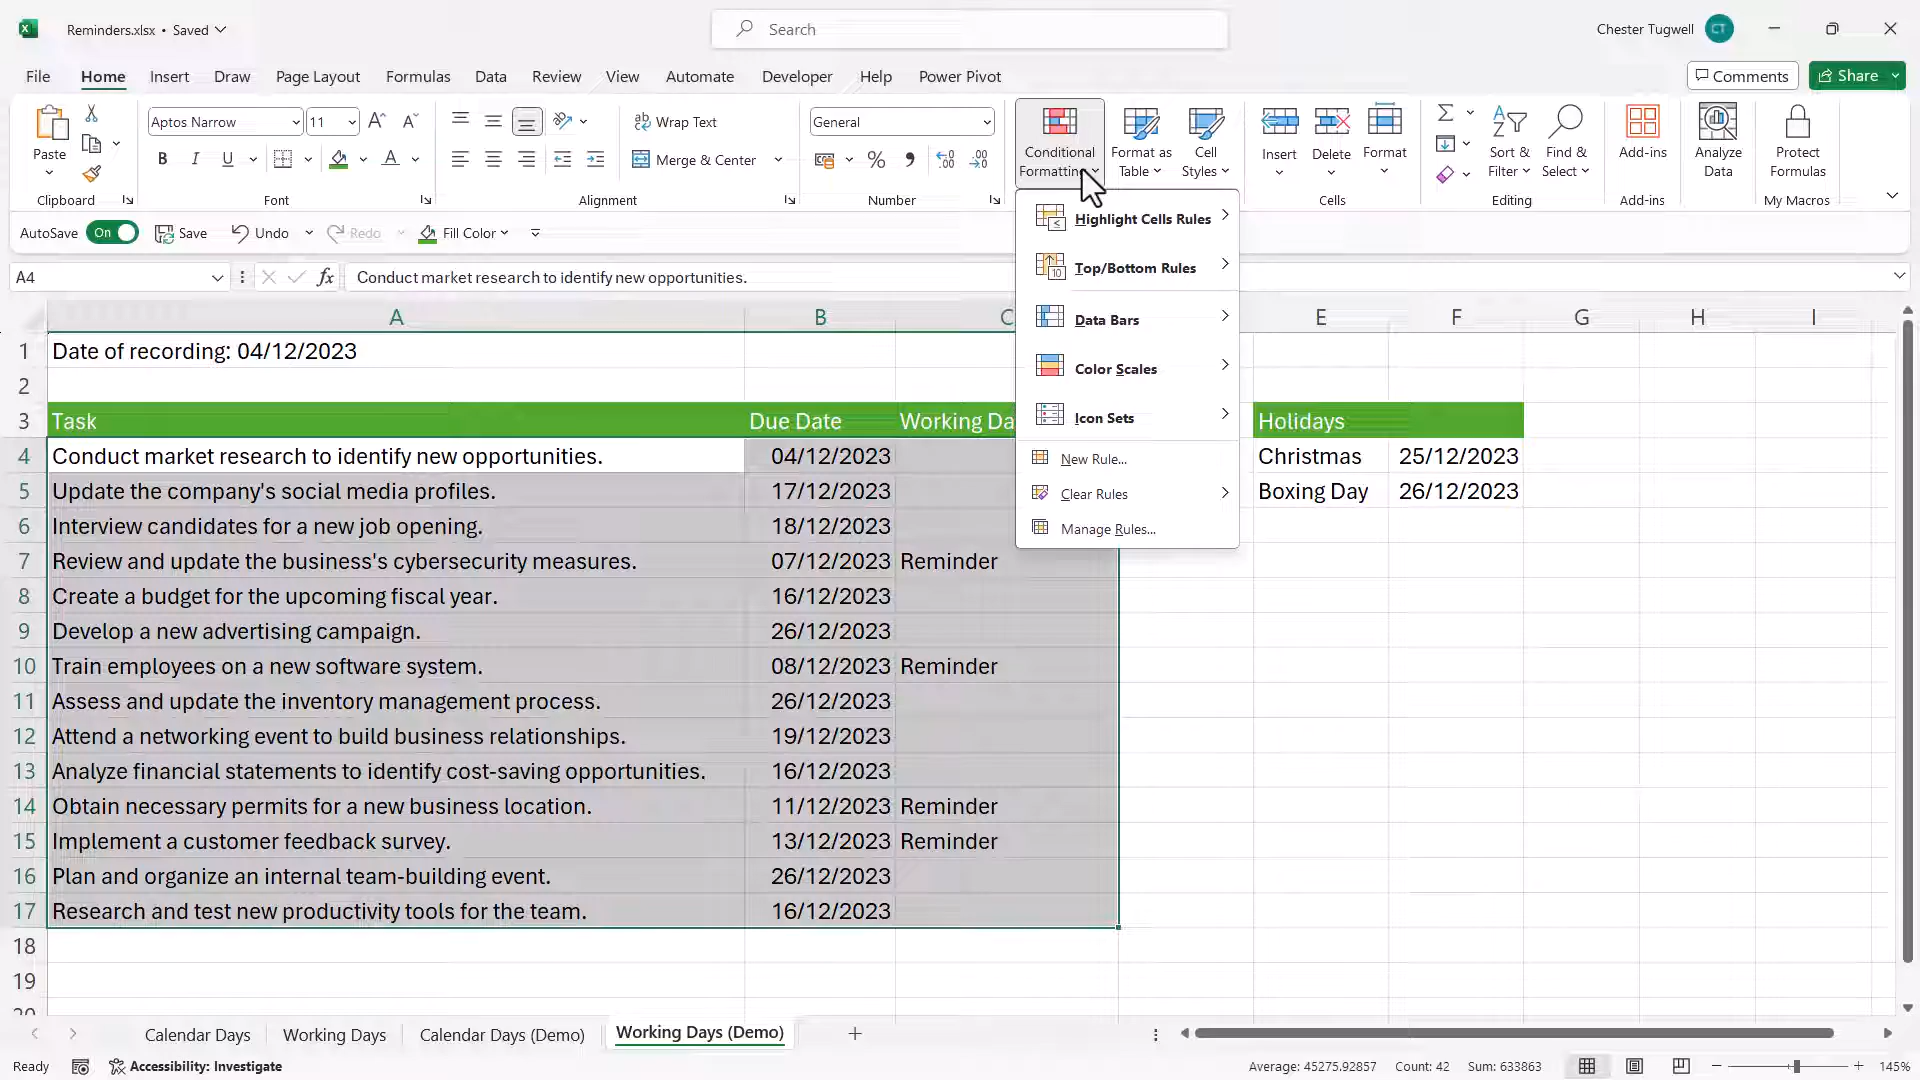 Reminders.xlsx • Saved
Search
Chester Tugwell
CT
File Home Insert Draw Page Layout Formulas Data Review View Automate Developer Help Power Pivot
Comments Share
Paste
Clipboard
Aptos Narrow 11
B I U
Font
Wrap Text
Merge & Center
Alignment
General
Number
Conditional Formatting
Format as Table
Cell Styles
Insert Delete Format
Cells
Sort & Filter
Find & Select
Editing
Add-ins
Add-ins
Analyze Data
Protect Formulas
My Macros
AutoSave On Save Undo Redo Fill Color
A4 fx Conduct market research to identify new opportunities.
Highlight Cells Rules
Top/Bottom Rules
Data Bars
Color Scales
Icon Sets
New Rule...
Clear Rules
Manage Rules...
A B C E F G H I
1 Date of recording: 04/12/2023
2
3 Task Due Date Working Da Holidays
4 Conduct market research to identify new opportunities. 04/12/2023 Christmas 25/12/2023
5 Update the company's social media profiles. 17/12/2023 Boxing Day 26/12/2023
6 Interview candidates for a new job opening. 18/12/2023
7 Review and update the business's cybersecurity measures. 07/12/2023 Reminder
8 Create a budget for the upcoming fiscal year. 16/12/2023
9 Develop a new advertising campaign. 26/12/2023
10 Train employees on a new software system. 08/12/2023 Reminder
11 Assess and update the inventory management process. 26/12/2023
12 Attend a networking event to build business relationships. 19/12/2023
13 Analyze financial statements to identify cost-saving opportunities. 16/12/2023
14 Obtain necessary permits for a new business location. 11/12/2023 Reminder
15 Implement a customer feedback survey. 13/12/2023 Reminder
16 Plan and organize an internal team-building event. 26/12/2023
17 Research and test new productivity tools for the team. 16/12/2023
18
19
20
Calendar Days Working Days Calendar Days (Demo) Working Days (Demo)
Ready Accessibility: Investigate Average: 45275.92857 Count: 42 Sum: 633863 145%